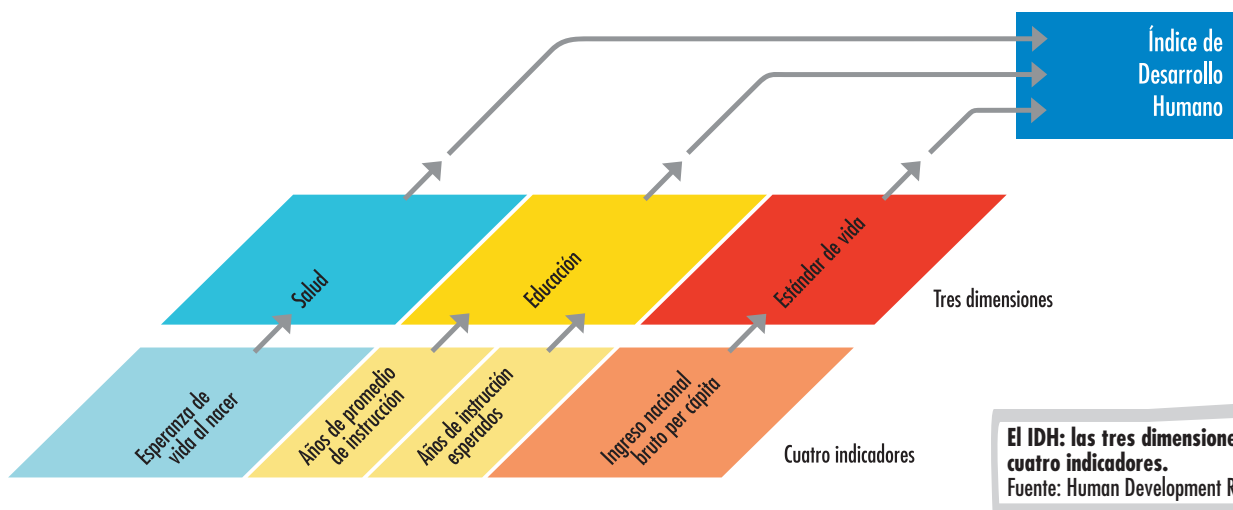 Índice de
Desarrollo
Humano
Salud
Educación
Estándar de vida
Tres dimensiones
Esperanza de
vida al nacer
Años de promedio
de instrucción
Años de instrucción
esperados
Ingreso nacional
bruto per cápita
Cuatro indicadores
El IDH: las tres dimensione
cuatro indicadores.
Fuente: Human Development R